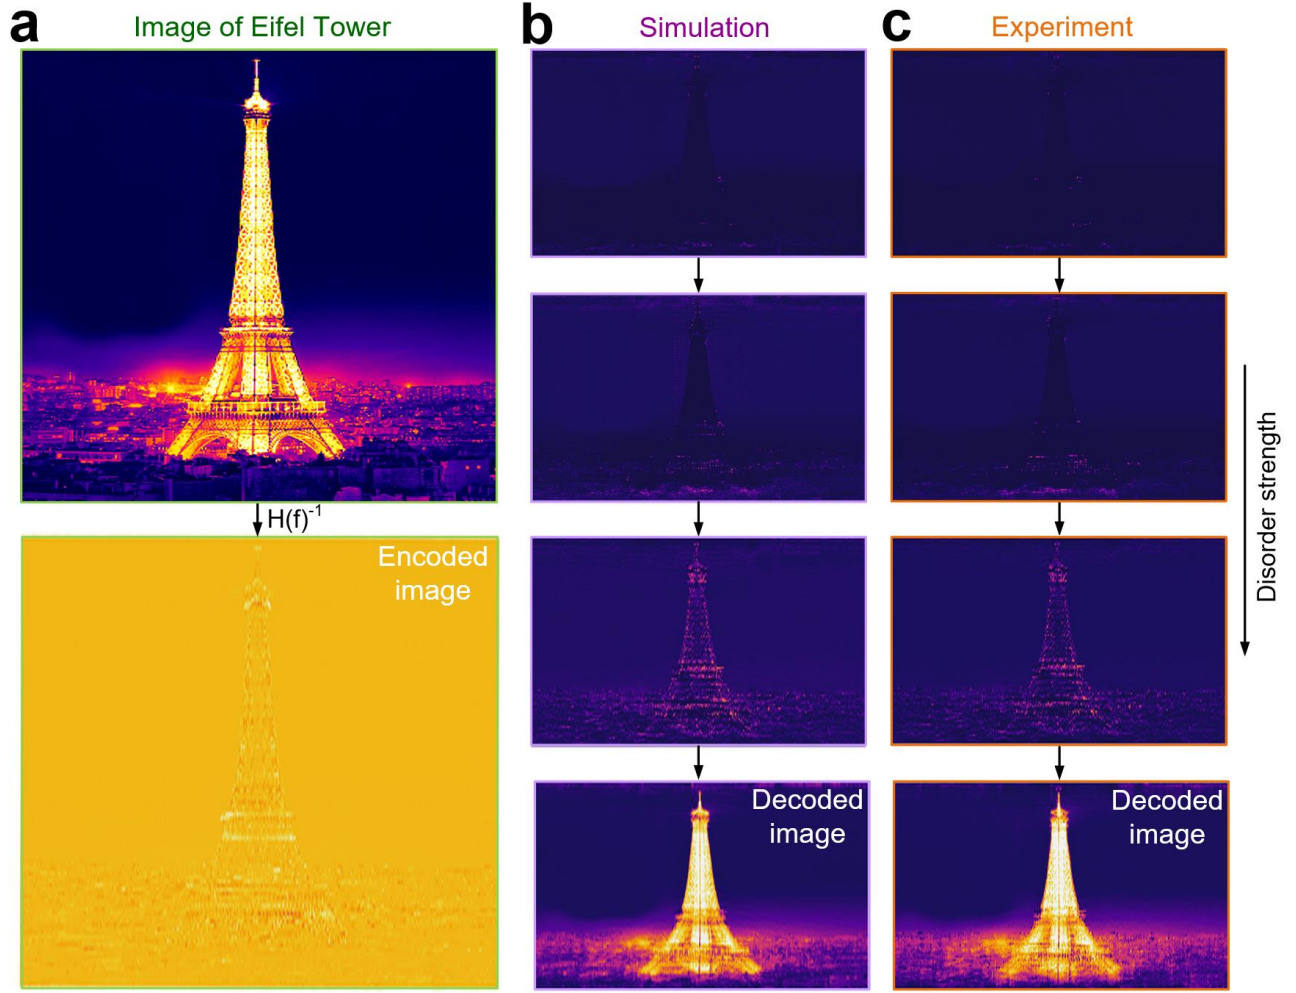 a
Image of Eifel Tower
H(f)⁻¹
Encoded
image
b
Simulation
Decoded
image
c
Experiment
Decoded
image
Disorder strength